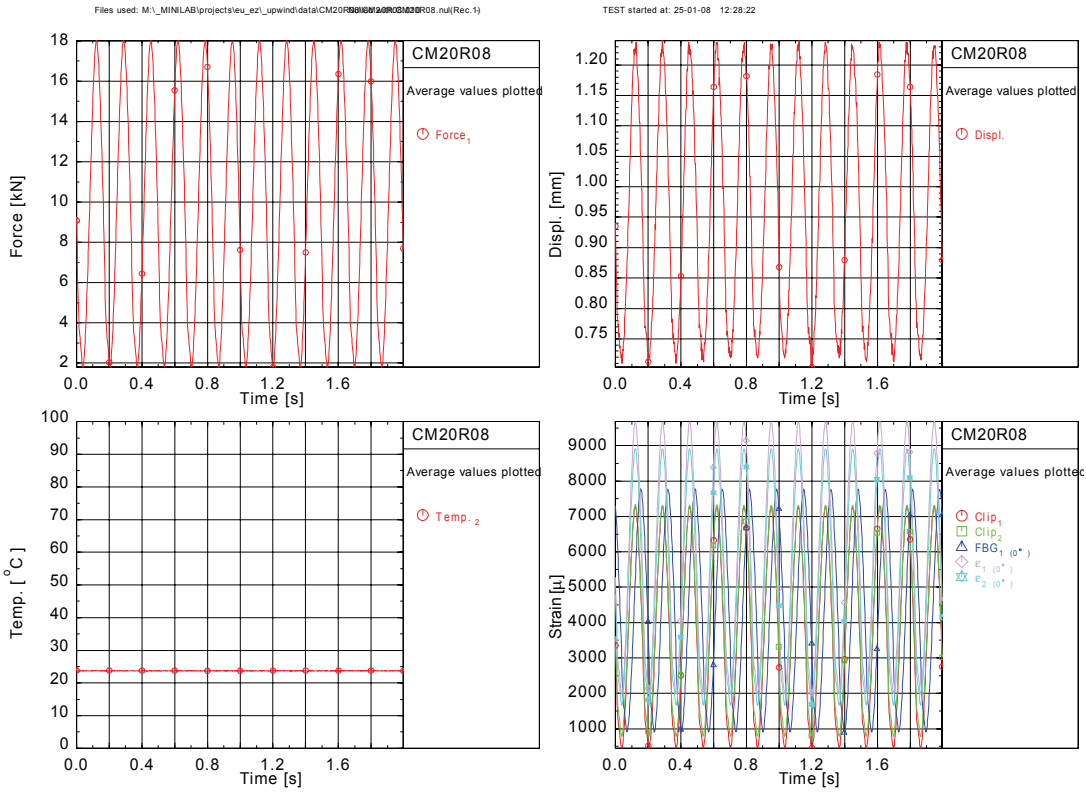 Files used: M:\_MINILAB\projects\eu_ez\_upwind\data\CM20R08.nul(Rec.1-)
TEST started at: 25-01-08 12:28:22
CM20R08
Average values plotted
Force1
Force [kN]
18
16
14
12
10
8
6
4
2
0.0 0.4 0.8 1.2 1.6
Time [s]
CM20R08
Average values plotted
Displ.
Displ. [mm]
1.20
1.15
1.10
1.05
1.00
0.95
0.90
0.85
0.80
0.75
0.0 0.4 0.8 1.2 1.6
Time [s]
CM20R08
Average values plotted
Temp.2
Temp. [°C]
100
90
80
70
60
50
40
30
20
10
0
0.0 0.4 0.8 1.2 1.6
Time [s]
CM20R08
Average values plotted
Clip1
Clip2
FBG1 (0°)
ε1 (0°)
ε2 (0°)
Strain [µ]
9000
8000
7000
6000
5000
4000
3000
2000
1000
0.0 0.4 0.8 1.2 1.6
Time [s]